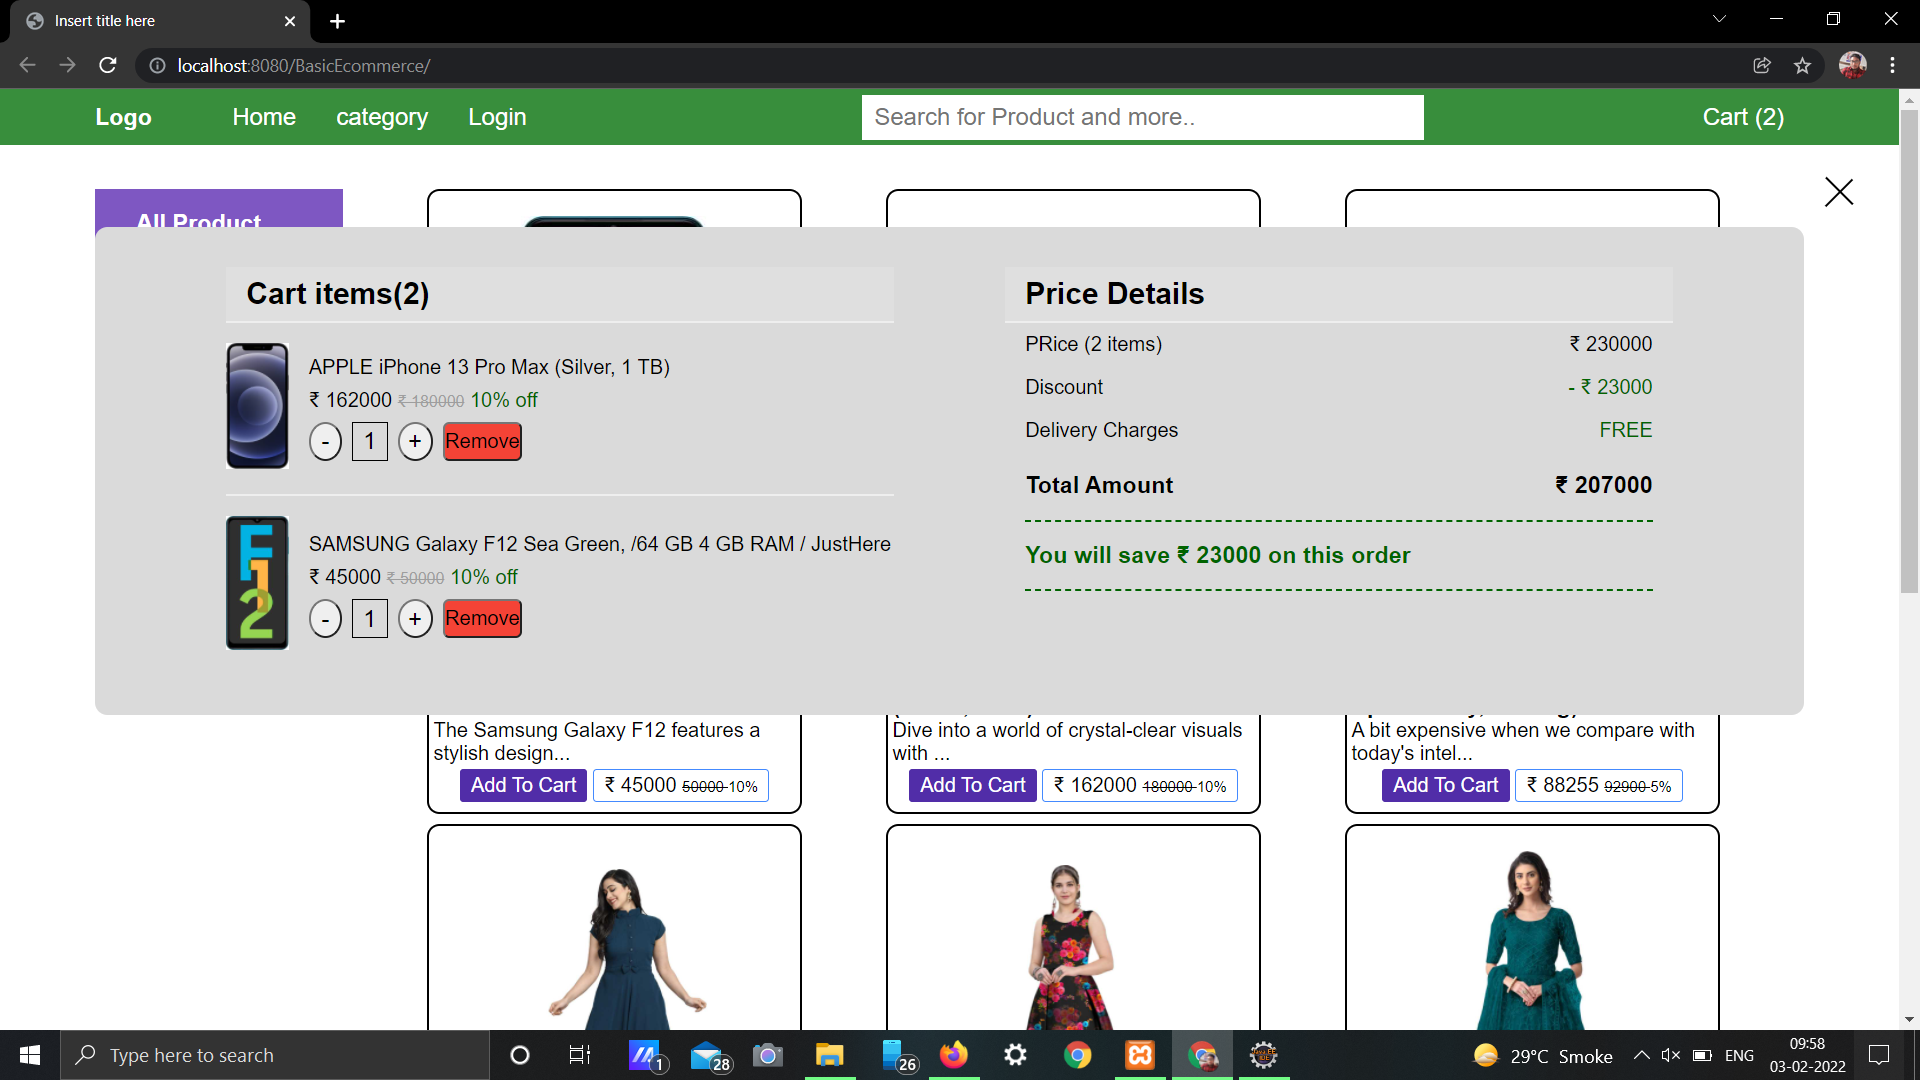 Insert title here
localhost:8080/BasicEcommerce/
Logo Home category Login Search for Product and more.. Cart (2)
All Product
Cart items(2)
APPLE iPhone 13 Pro Max (Silver, 1 TB)
₹ 162000 ₹ 180000 10% off
- 1 + Remove
F12
SAMSUNG Galaxy F12 Sea Green, /64 GB 4 GB RAM / JustHere
₹ 45000 ₹ 50000 10% off
- 1 + Remove
Price Details
PRice (2 items) ₹ 230000
Discount - ₹ 23000
Delivery Charges FREE
Total Amount ₹ 207000
You will save ₹ 23000 on this order
The Samsung Galaxy F12 features a
stylish design...
Add To Cart ₹ 45000 50000 -10%
Dive into a world of crystal-clear visuals
with ...
Add To Cart ₹ 162000 180000 -10%
A bit expensive when we compare with
today's intel...
Add To Cart ₹ 88255 92900 -5%
Type here to search
1
28
26
29°C Smoke
ENG
09:58
03-02-2022